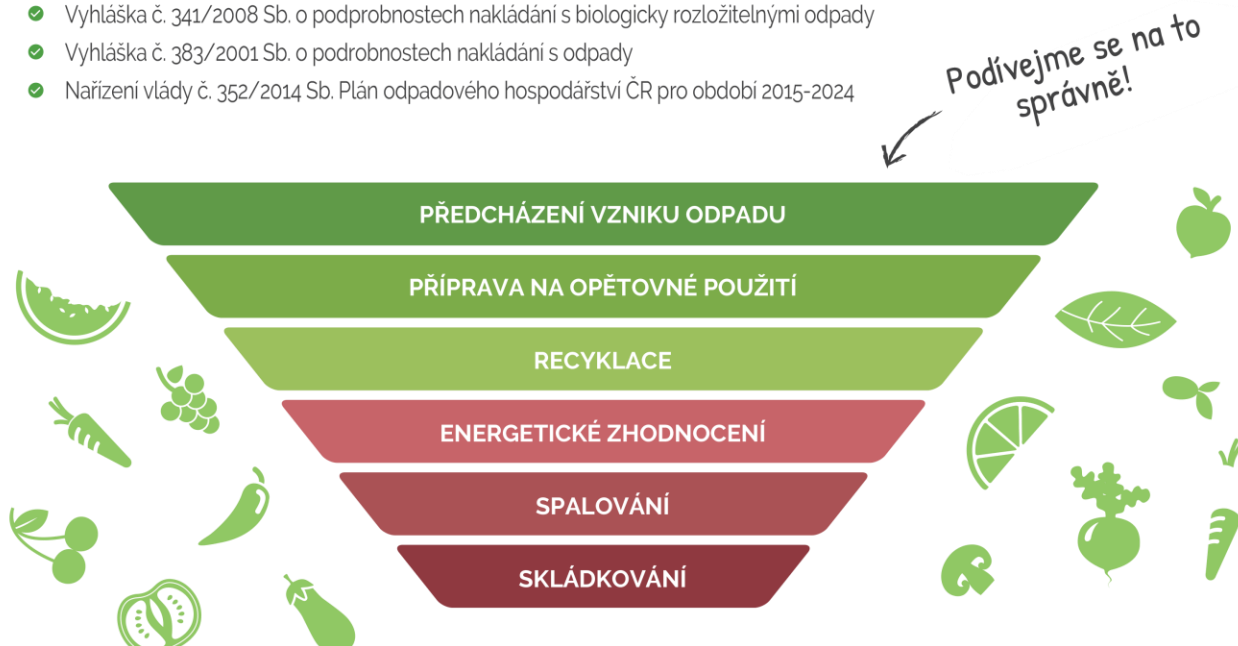 Vyhláška č. 341/2008 Sb. o podprobnostech nakládání s biologicky rozložitelnými odpady
Vyhláška č. 383/2001 Sb. o podrobnostech nakládání s odpady
Nařízení vlády č. 352/2014 Sb. Plán odpadového hospodářství ČR pro období 2015-2024
Podívejme se na to
správně!
PŘEDCHÁZENÍ VZNIKU ODPADU
PŘÍPRAVA NA OPĚTOVNÉ POUŽITÍ
RECYKLACE
ENERGETICKÉ ZHODNOCENÍ
SPALOVÁNÍ
SKLÁDKOVÁNÍ